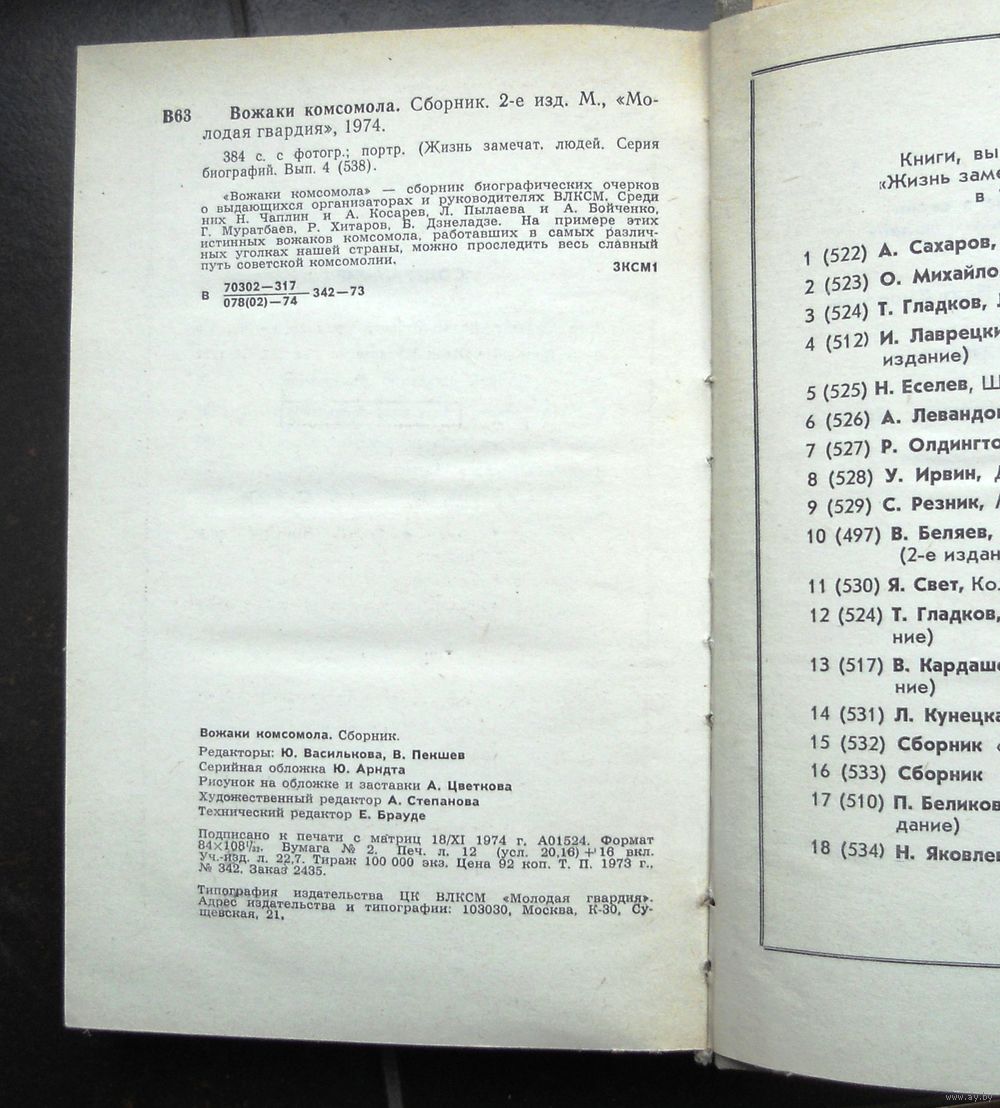 В63 Вожаки комсомола. Сборник. 2-е изд. М., «Мо-
лодая гвардия», 1974.
384 с. с фотогр.; портр. (Жизнь замечат. людей. Серия
биографий. Вып. 4 (538).
«Вожаки комсомола» — сборник биографических очерков
о выдающихся организаторах и руководителях ВЛКСМ. Среди
них Н. Чаплин и А. Косарев, Л. Пылаева и А. Бойченко,
Г. Муратбаев, Р. Хитаров, Б. Дзнеладзе. На примере этих
истинных вожаков комсомола, работавших в самых различ-
ных уголках нашей страны, можно проследить весь славный
путь советской комсомолии.
3КСМ1
В 70302—317
078(02)—74 —342—73
Вожаки комсомола. Сборник.
Редакторы: Ю. Василькова, В. Пекшев
Серийная обложка Ю. Арндта
Рисунок на обложке и заставки А. Цветкова
Художественный редактор А. Степанова
Технический редактор Е. Брауде
Подписано к печати с матриц 18/XI 1974 г. А01524. Формат
84×108¹/₃₂. Бумага № 2. Печ. л. 12 (усл. 20,16)+16 вкл.
Уч.-изд. л. 22,7. Тираж 100 000 экз. Цена 92 коп. Т. П. 1973 г.,
№ 342. Заказ 2435.
Типография издательства ЦК ВЛКСМ «Молодая гвардия».
Адрес издательства и типографии: 103030, Москва, К-30, Су-
щевская, 21,
Книги, вы
«Жизнь заме
в
1 (522) А. Сахаров,
2 (523) О. Михайло
3 (524) Т. Гладков,
4 (512) И. Лаврецки
издание)
5 (525) Н. Еселев, Ш
6 (526) А. Левандо
7 (527) Р. Олдингто
8 (528) У. Ирвин, Д
9 (529) С. Резник,
10 (497) В. Беляев,
(2-е издан
11 (530) Я. Свет, Ко
12 (524) Т. Гладков,
ние)
13 (517) В. Кардаш
ние)
14 (531) Л. Кунецка
15 (532) Сборник «
16 (533) Сборник
17 (510) П. Беликов
дание)
18 (534) Н. Яковлев
www.ay.by